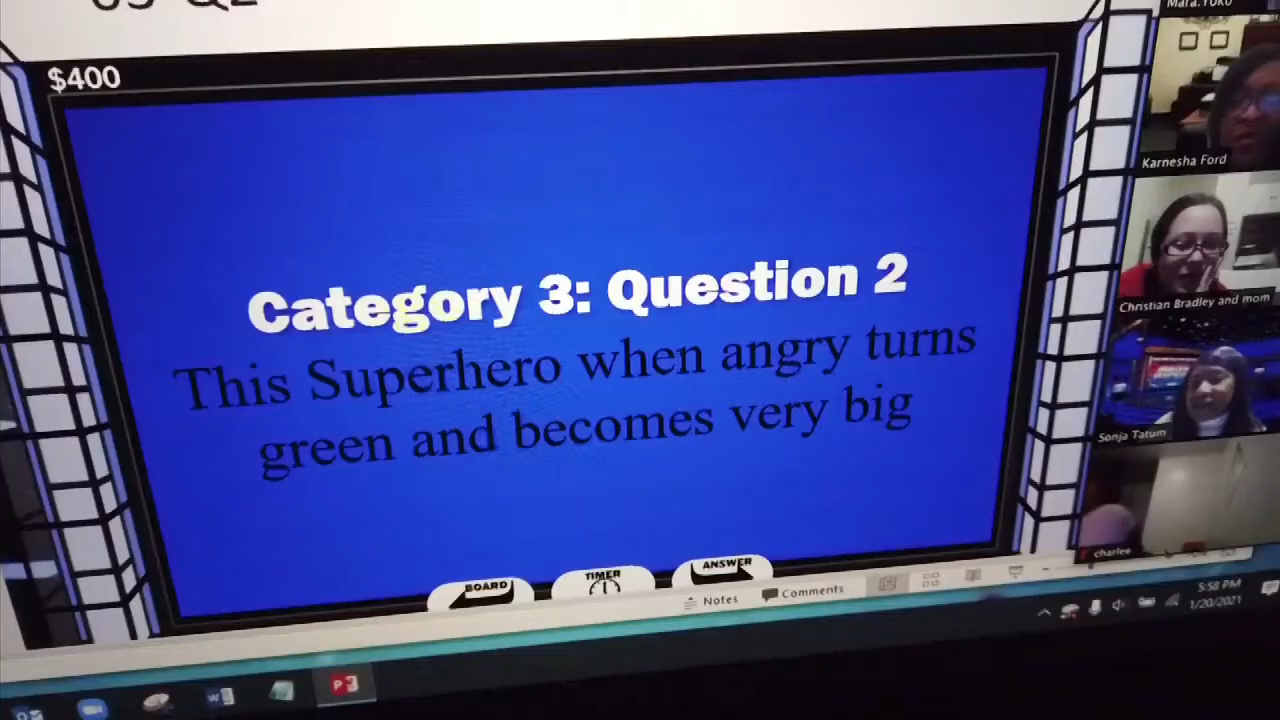 $400
Category 3: Question 2
This Superhero when angry turns
green and becomes very big
BOARD
TIMER
ANSWER
Notes
Comments
Karnesha Ford
Christian Bradley and mom
Sonja Tatum
charlee
5:58 PM
1/20/2021